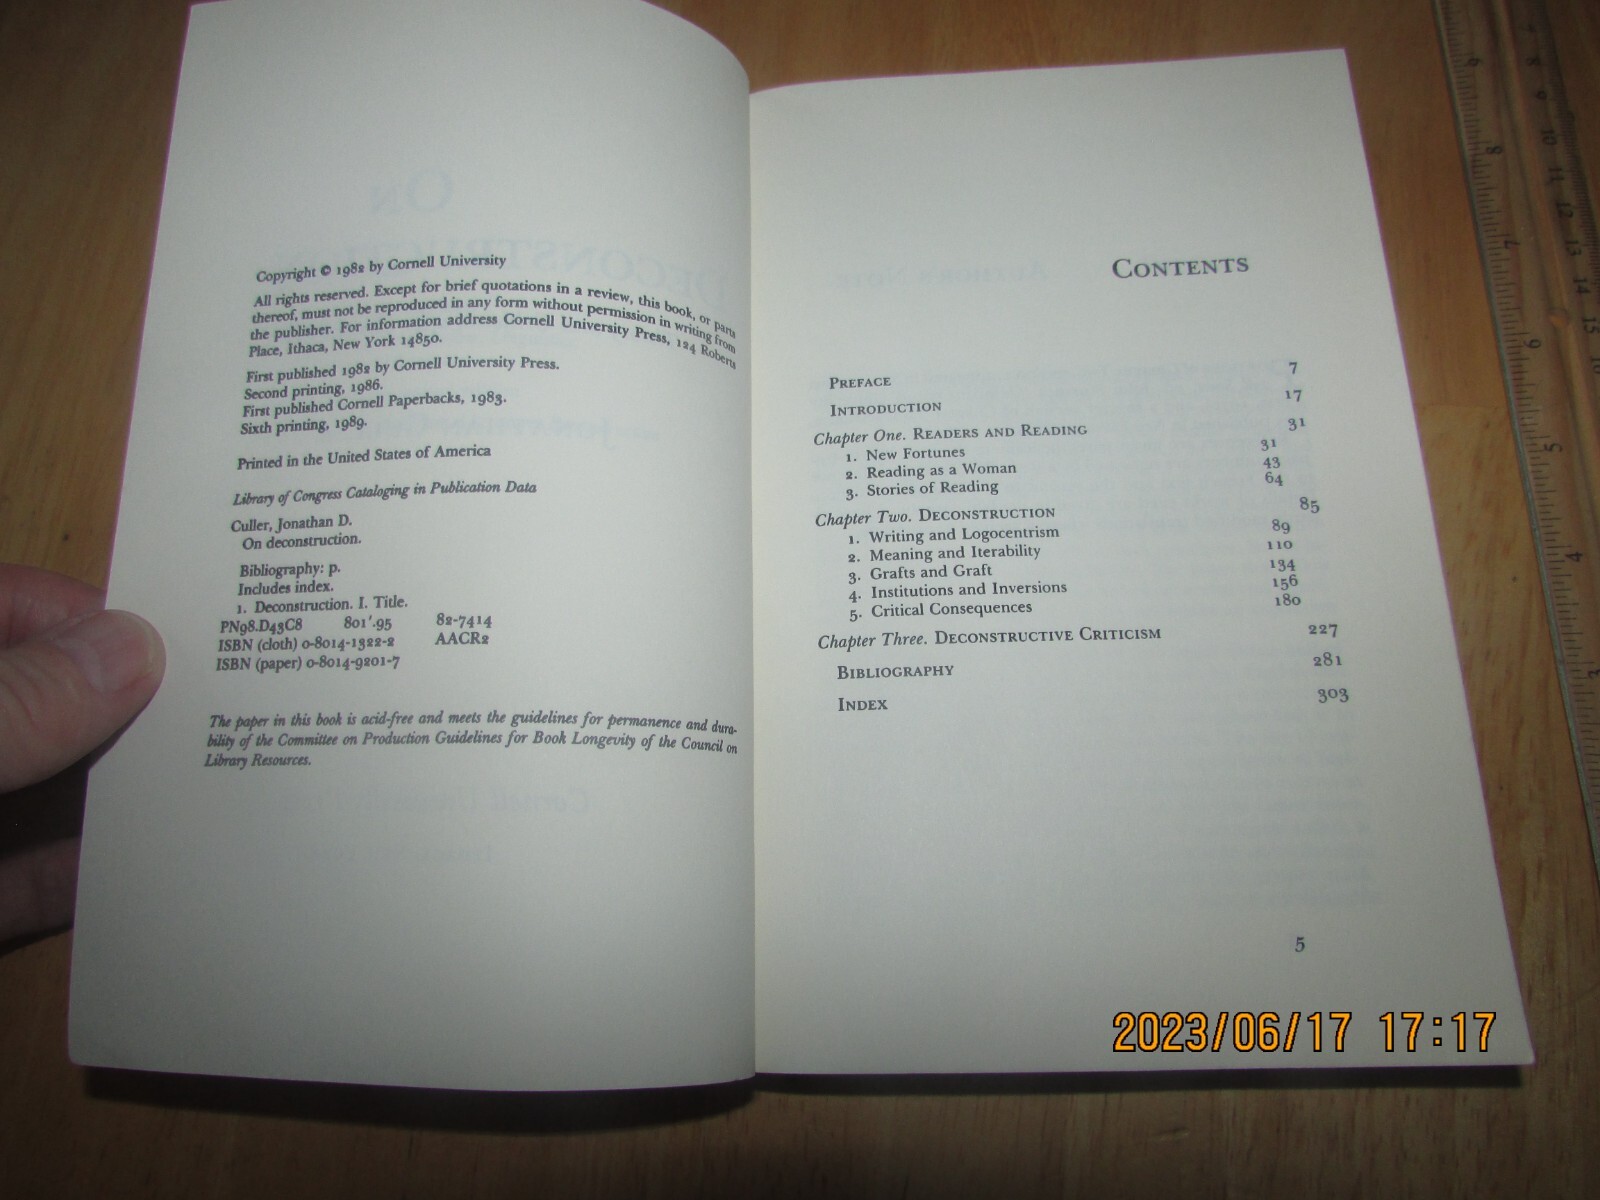 Copyright © 1982 by Cornell University
All rights reserved. Except for brief quotations in a review, this book, or parts
thereof, must not be reproduced in any form without permission in writing from
the publisher. For information address Cornell University Press, 124 Roberts
Place, Ithaca, New York 14850.
First published 1982 by Cornell University Press.
Second printing, 1986.
First published Cornell Paperbacks, 1983.
Sixth printing, 1989.
Printed in the United States of America
Library of Congress Cataloging in Publication Data
Culler, Jonathan D.
On deconstruction.
Bibliography: p.
Includes index.
1. Deconstruction. I. Title.
PN98.D43C8 801'.95 82-7414
ISBN (cloth) 0-8014-1322-2 AACR2
ISBN (paper) 0-8014-9201-7
The paper in this book is acid-free and meets the guidelines for permanence and dura-
bility of the Committee on Production Guidelines for Book Longevity of the Council on
Library Resources.
CONTENTS
PREFACE 7
INTRODUCTION 17
Chapter One. READERS AND READING 31
1. New Fortunes 31
2. Reading as a Woman 43
3. Stories of Reading 64
Chapter Two. DECONSTRUCTION 85
1. Writing and Logocentrism 89
2. Meaning and Iterability 110
3. Grafts and Graft 134
4. Institutions and Inversions 156
5. Critical Consequences 180
Chapter Three. DECONSTRUCTIVE CRITICISM 227
BIBLIOGRAPHY 281
INDEX 303
5
2023/06/17 17:17